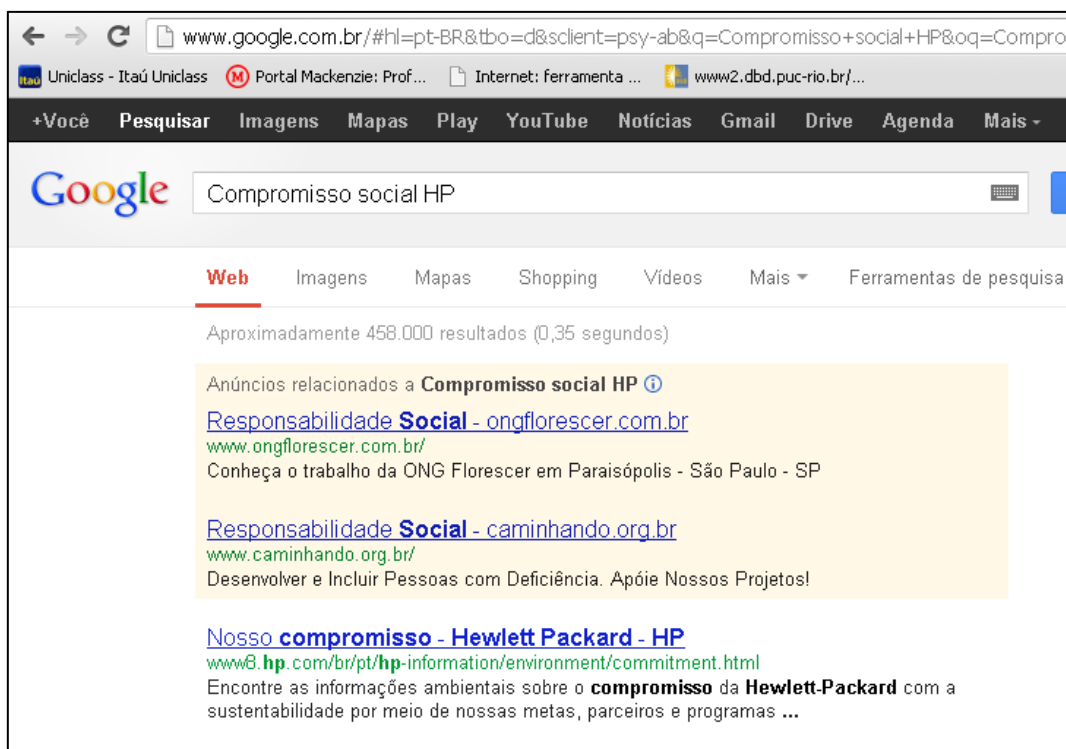 www.google.com.br/#hl=pt-BR&tbo=d&sclient=psy-ab&q=Compromisso+social+HP&oq=Compro
Itaú Uniclass - Itaú Uniclass M Portal Mackenzie: Prof... Internet: ferramenta ... www2.dbd.puc-rio.br/...
+Você Pesquisar Imagens Mapas Play YouTube Notícias Gmail Drive Agenda Mais
Google Compromisso social HP
Web Imagens Mapas Shopping Vídeos Mais Ferramentas de pesquisa
Aproximadamente 458.000 resultados (0,35 segundos)
Anúncios relacionados a Compromisso social HP
Responsabilidade Social - ongflorescer.com.br
www.ongflorescer.com.br/
Conheça o trabalho da ONG Florescer em Paraisópolis - São Paulo - SP
Responsabilidade Social - caminhando.org.br
www.caminhando.org.br/
Desenvolver e Incluir Pessoas com Deficiência. Apóie Nossos Projetos!
Nosso compromisso - Hewlett Packard - HP
www8.hp.com/br/pt/hp-information/environment/commitment.html
Encontre as informações ambientais sobre o compromisso da Hewlett-Packard com a
sustentabilidade por meio de nossas metas, parceiros e programas ...